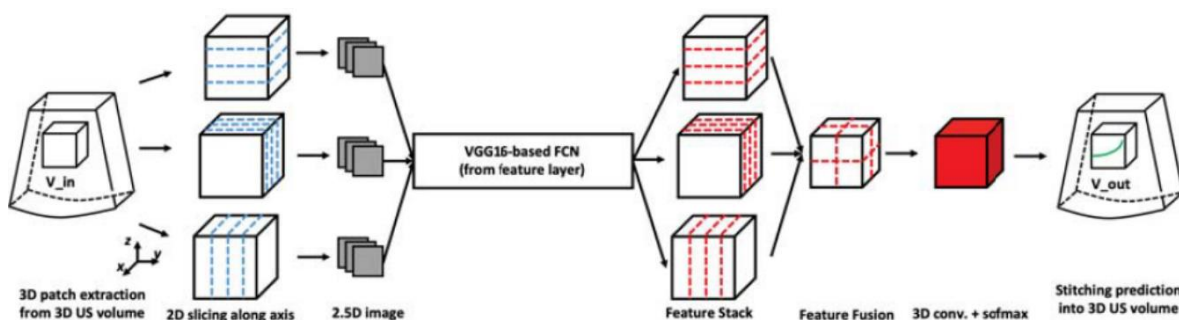 V_in
z
y
x
3D patch extraction
from 3D US volume
2D slicing along axis
2.5D image
VGG16-based FCN
(from feature layer)
Feature Stack
Feature Fusion
3D conv. + sofmax
V_out
Stitching prediction
into 3D US volume